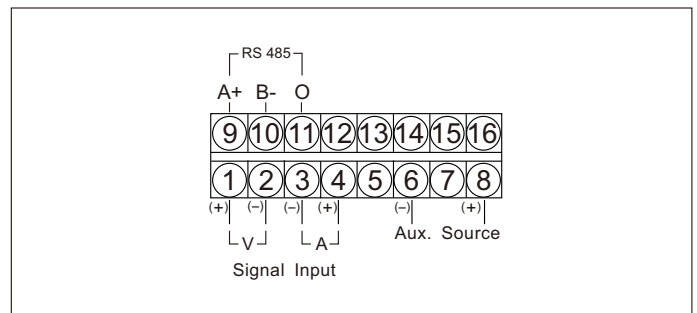 RS 485
A+ B- O
9 10 11 12 13 14 15 16
1 2 3 4 5 6 7 8
(+) (−) (−) (+) (−) (+)
V A Aux. Source
Signal Input